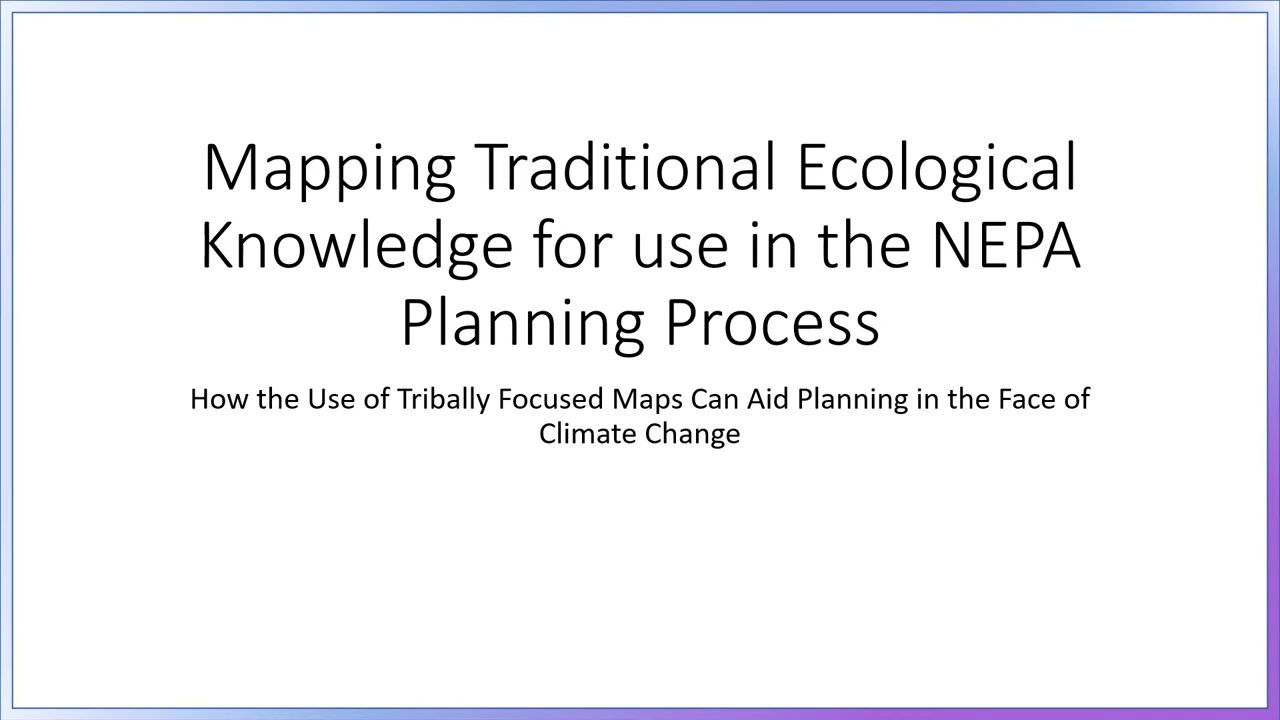 Mapping Traditional Ecological
Knowledge for use in the NEPA
Planning Process
How the Use of Tribally Focused Maps Can Aid Planning in the Face of
Climate Change